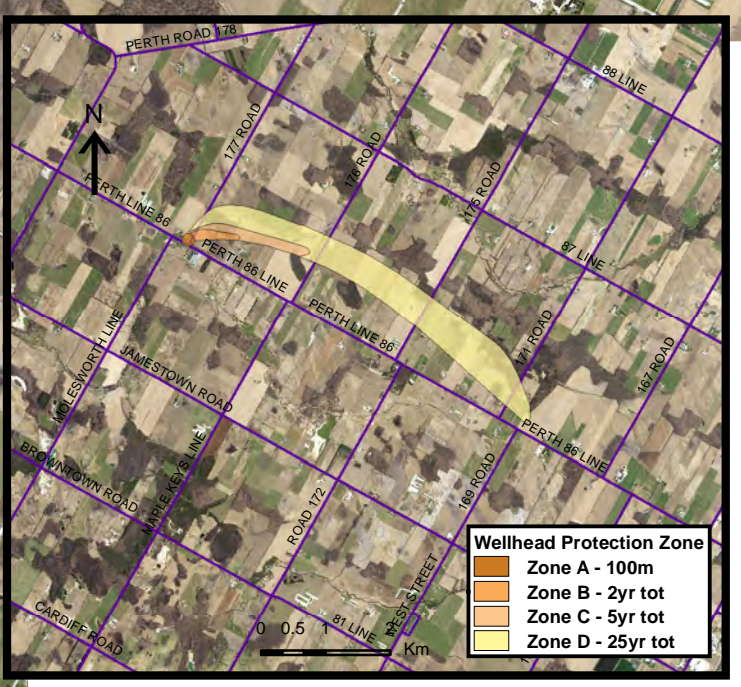 PERTH ROAD 178
88 LINE
N
177 ROAD
176 ROAD
175 ROAD
PERTH LINE 86
PERTH 86 LINE
87 LINE
PERTH LINE 86
MOLESWORTH LINE
171 ROAD
167 ROAD
JAMESTOWN ROAD
PERTH 86 LINE
BROWNTOWN ROAD
MAPLE KEYS LINE
169 ROAD
ROAD 172
WEST STREET
81 LINE
CARDIFF ROAD
0 0.5 1 2
Km
Wellhead Protection Zone
Zone A - 100m
Zone B - 2yr tot
Zone C - 5yr tot
Zone D - 25yr tot